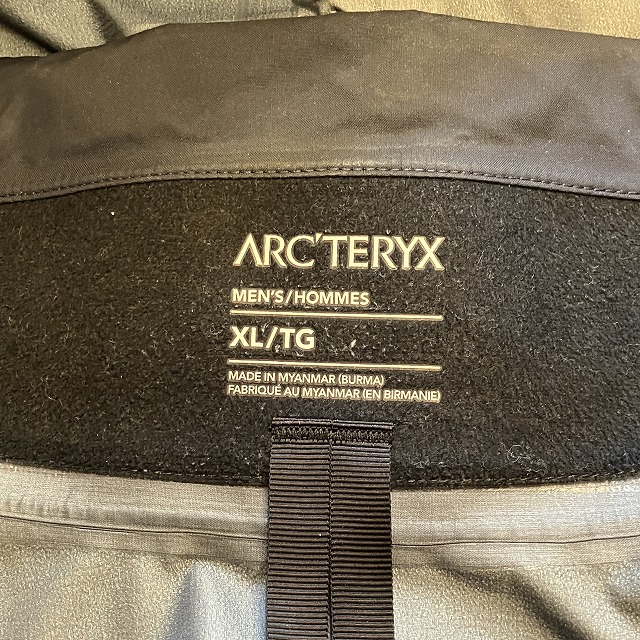 ARC'TERYX
MEN'S/HOMMES
XL/TG
MADE IN MYANMAR (BURMA)
FABRIQUÉ AU MYANMAR (EN BIRMANIE)